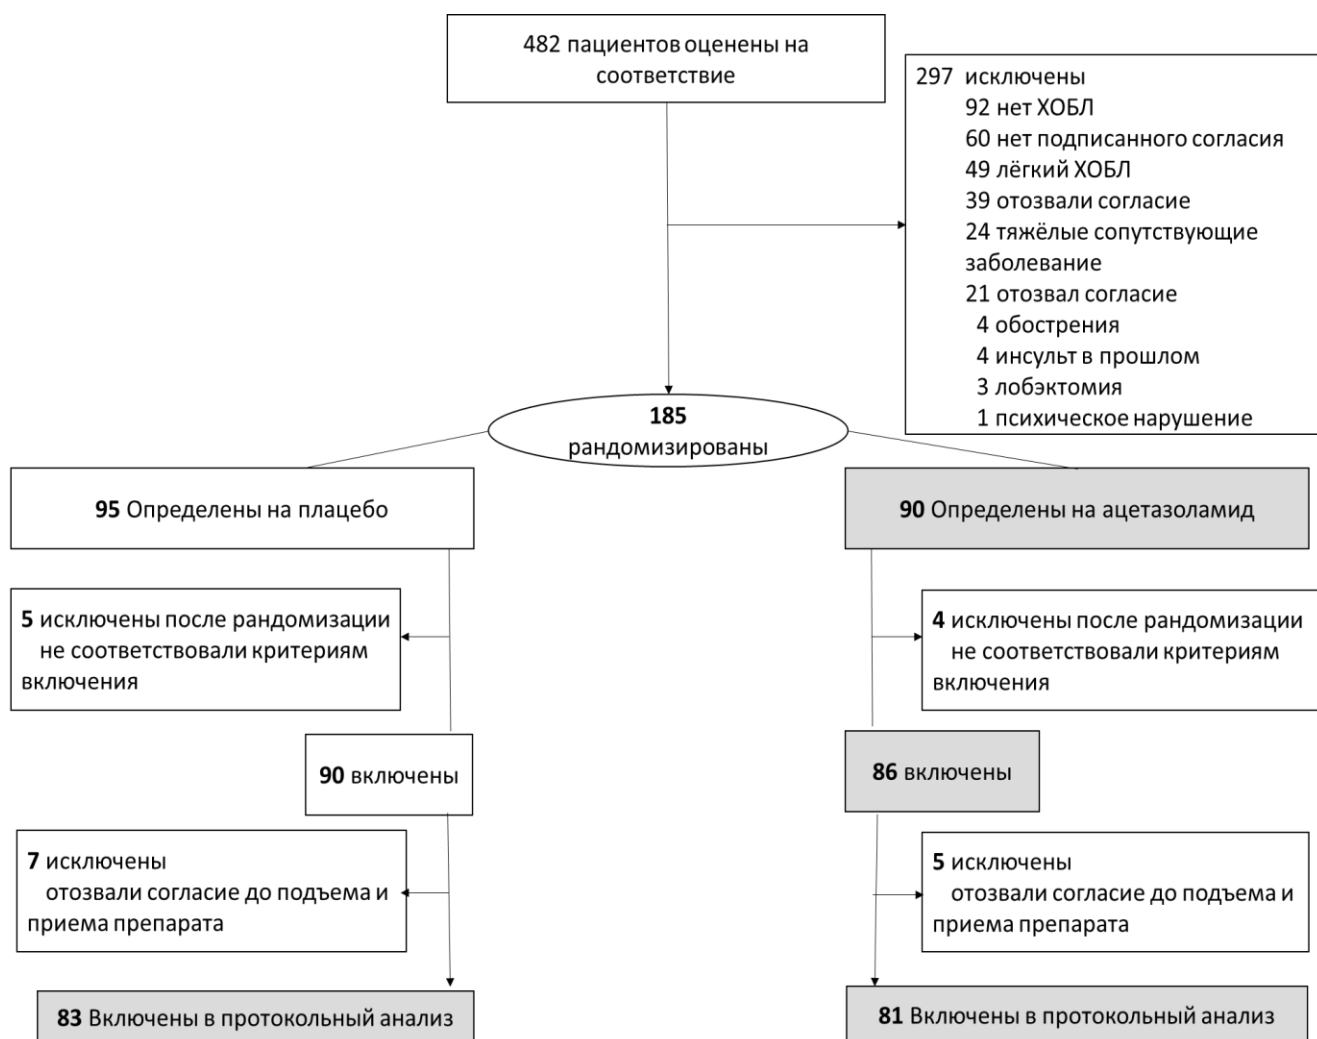 482 пациентов оценены на
соответствие
297 исключены
92 нет ХОБЛ
60 нет подписанного согласия
49 лёгкий ХОБЛ
39 отозвали согласие
24 тяжёлые сопутствующие
заболевание
21 отозвал согласие
4 обострения
4 инсульт в прошлом
3 лобэктомия
1 психическое нарушение
185
рандомизированы
95 Определены на плацебо
90 Определены на ацетазоламид
5 исключены после рандомизации
не соответствовали критериям
включения
4 исключены после рандомизации
не соответствовали критериям
включения
90 включены
86 включены
7 исключены
отозвали согласие до подъема и
приема препарата
5 исключены
отозвали согласие до подъема и
приема препарата
83 Включены в протокольный анализ
81 Включены в протокольный анализ